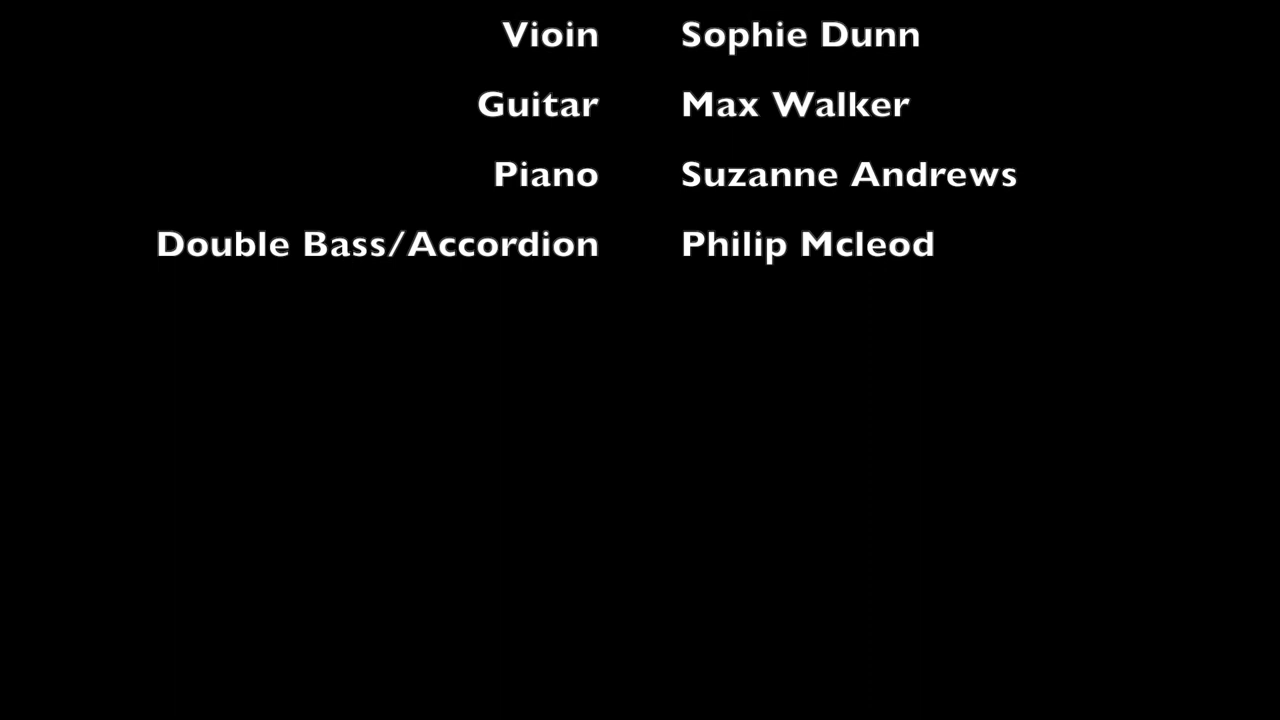 Vioin Sophie Dunn
Guitar Max Walker
Piano Suzanne Andrews
Double Bass/Accordion Philip Mcleod